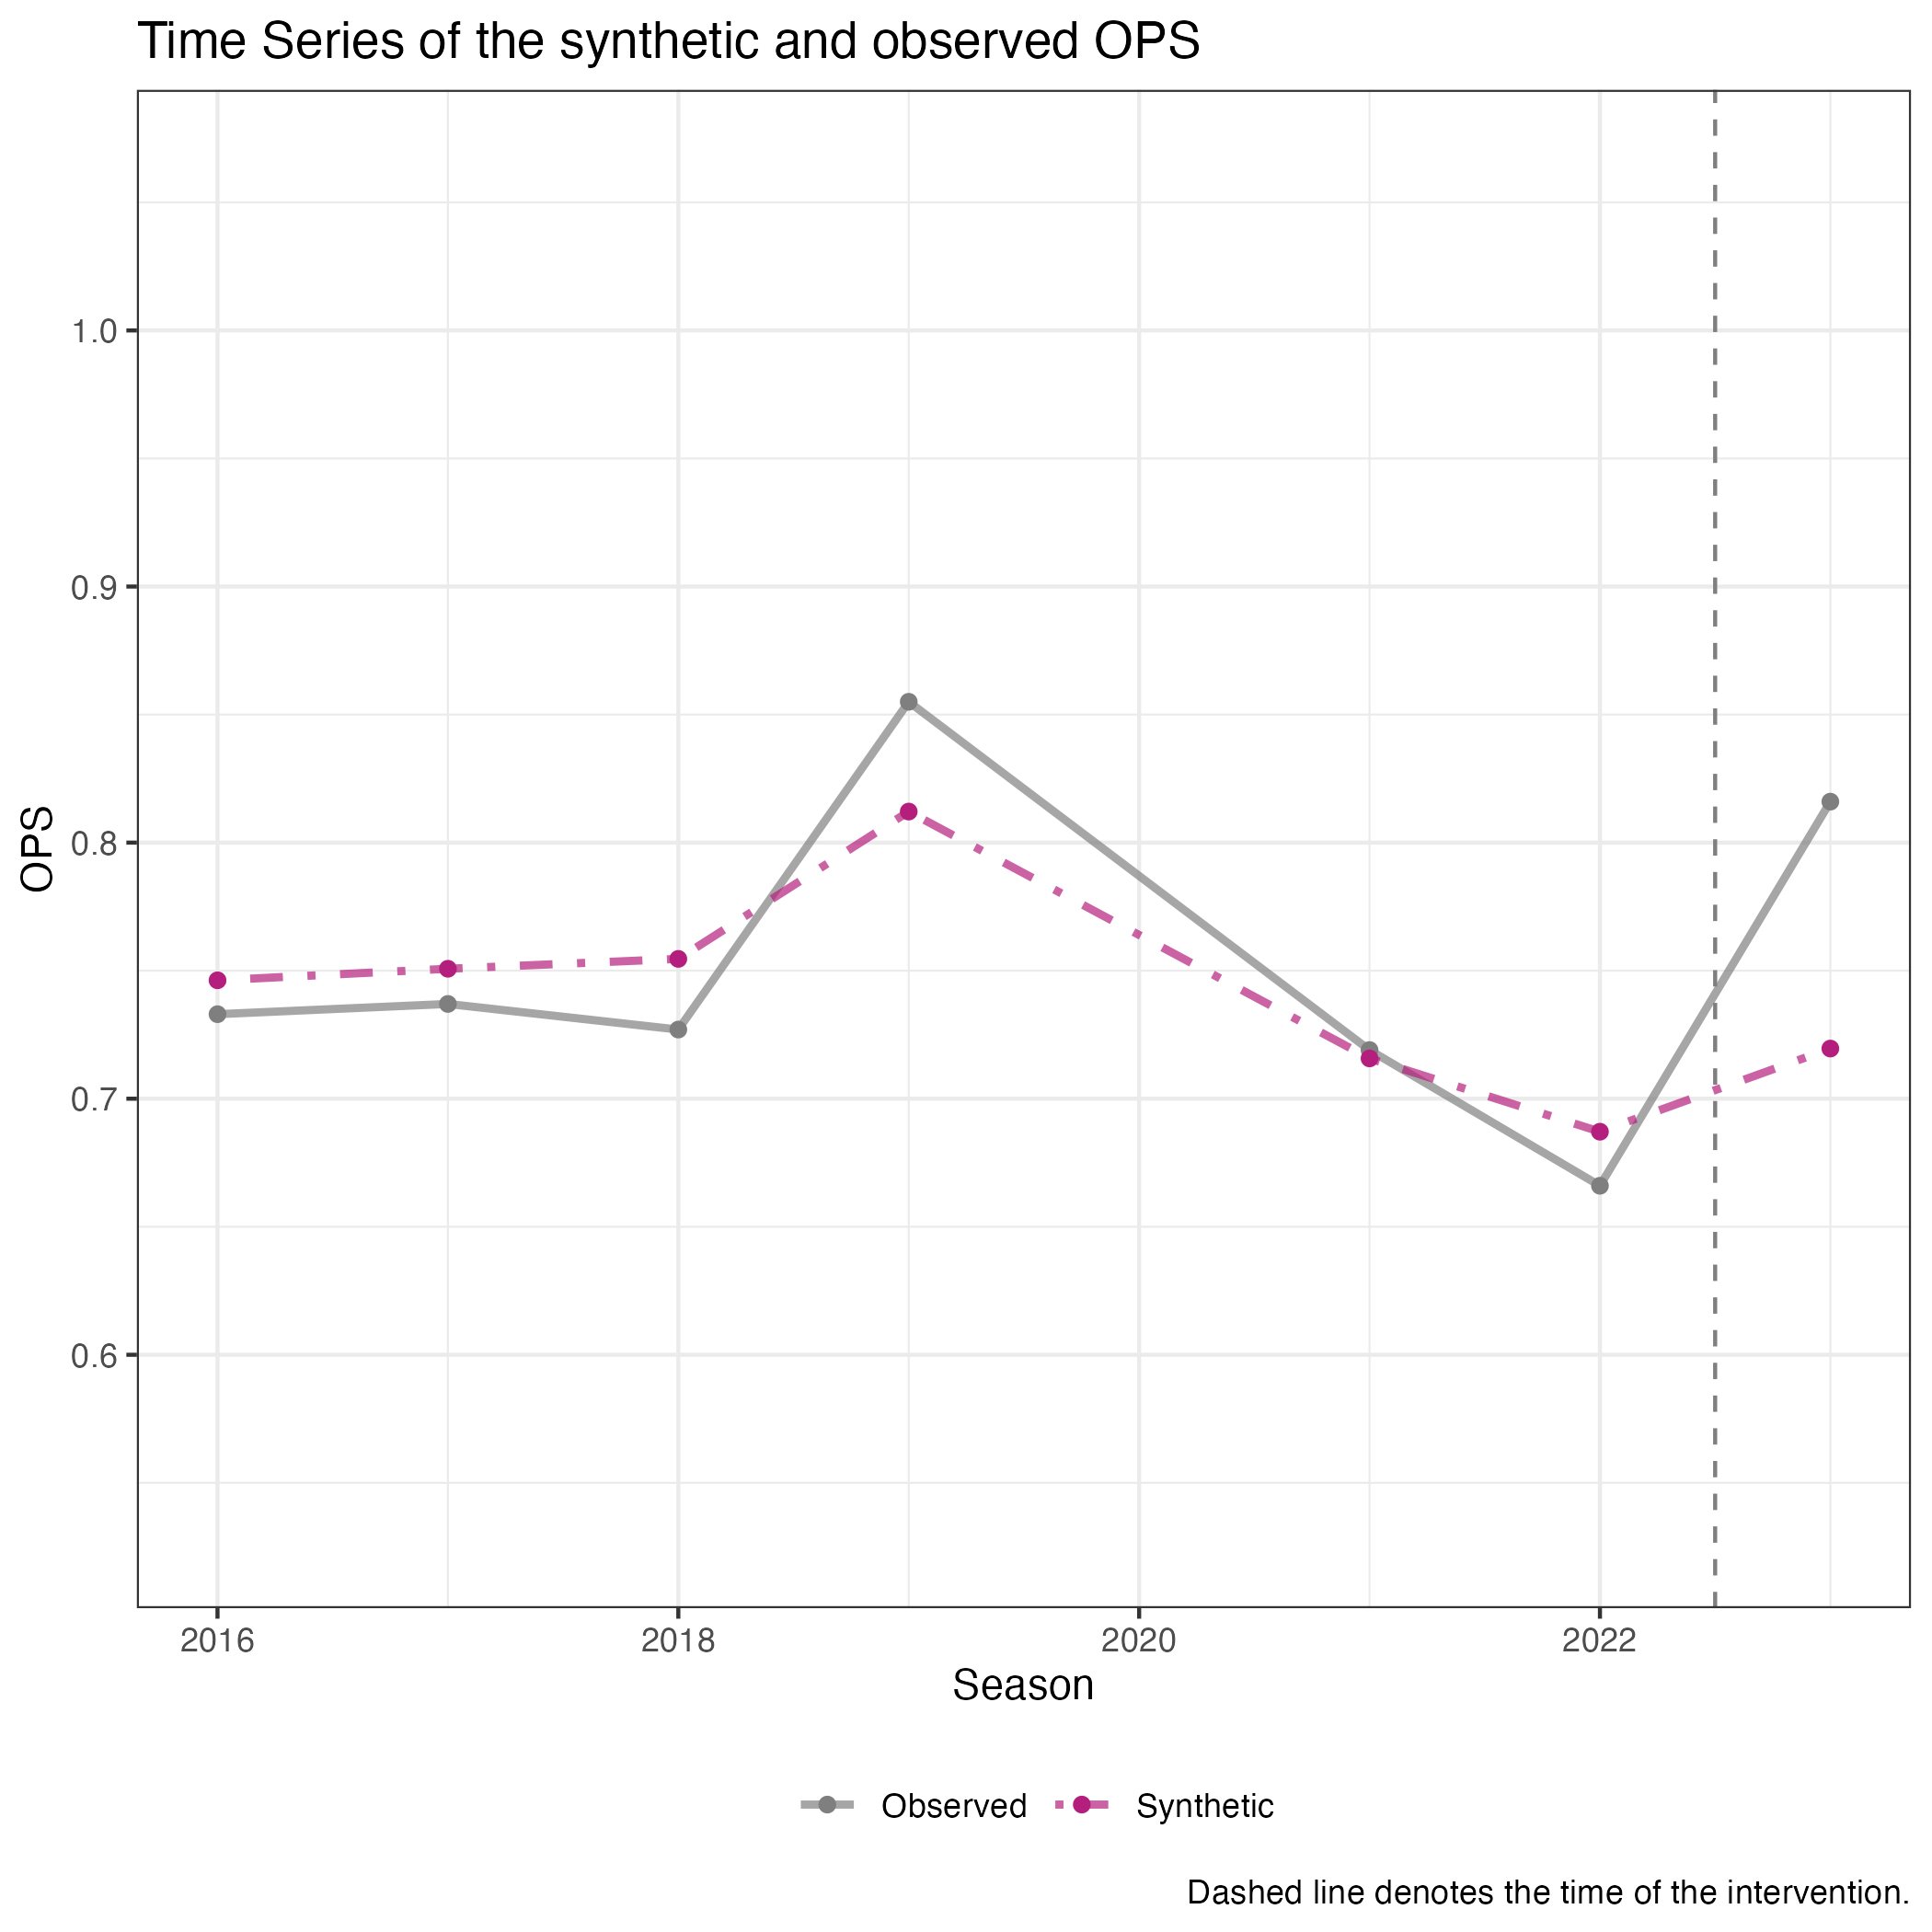 Time Series of the synthetic and observed OPS
OPS
1.0
0.9
0.8
0.7
0.6
2016 2018 2020 2022
Season
Observed Synthetic
Dashed line denotes the time of the intervention.